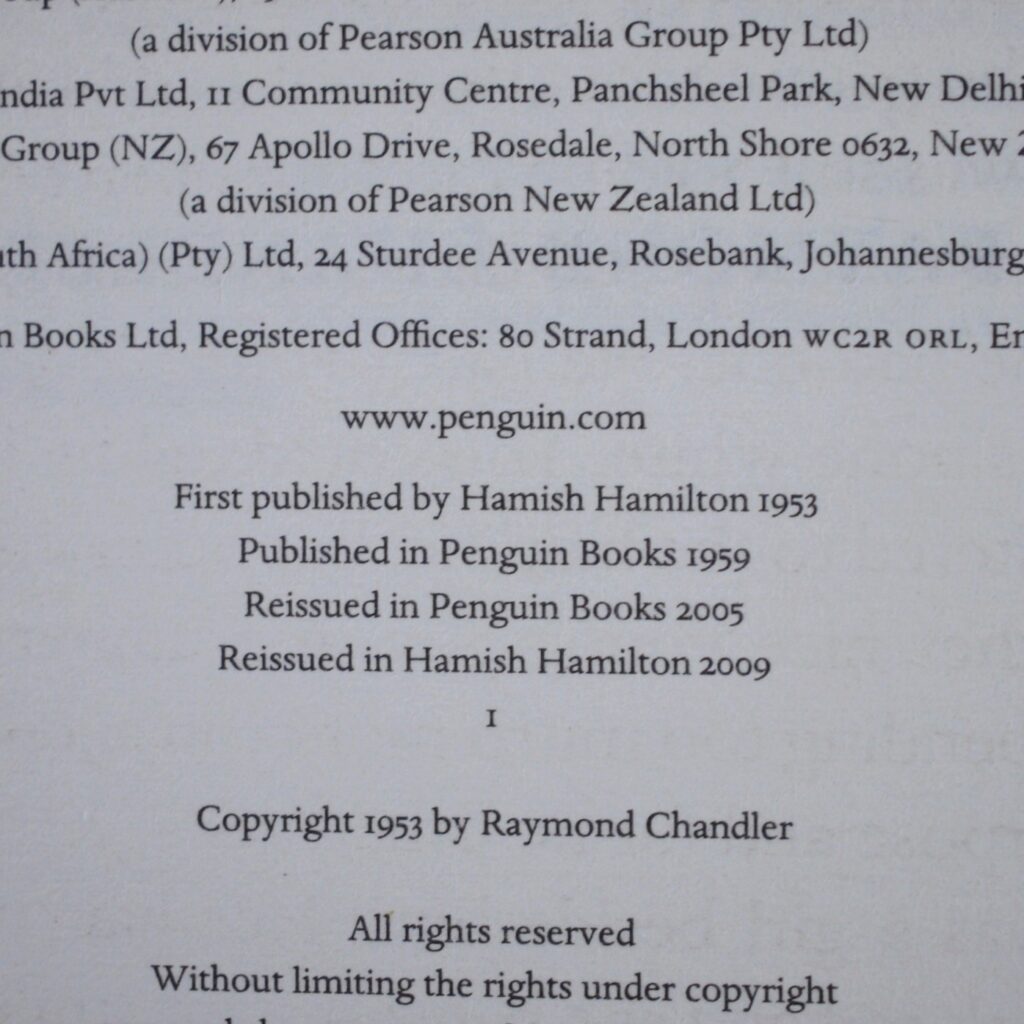 (a division of Pearson Australia Group Pty Ltd)
ndia Pvt Ltd, 11 Community Centre, Panchsheel Park, New Delhi
Group (NZ), 67 Apollo Drive, Rosedale, North Shore 0632, New
(a division of Pearson New Zealand Ltd)
uth Africa) (Pty) Ltd, 24 Sturdee Avenue, Rosebank, Johannesburg
n Books Ltd, Registered Offices: 80 Strand, London WC2R ORL, En
www.penguin.com
First published by Hamish Hamilton 1953
Published in Penguin Books 1959
Reissued in Penguin Books 2005
Reissued in Hamish Hamilton 2009
1
Copyright 1953 by Raymond Chandler
All rights reserved
Without limiting the rights under copyright